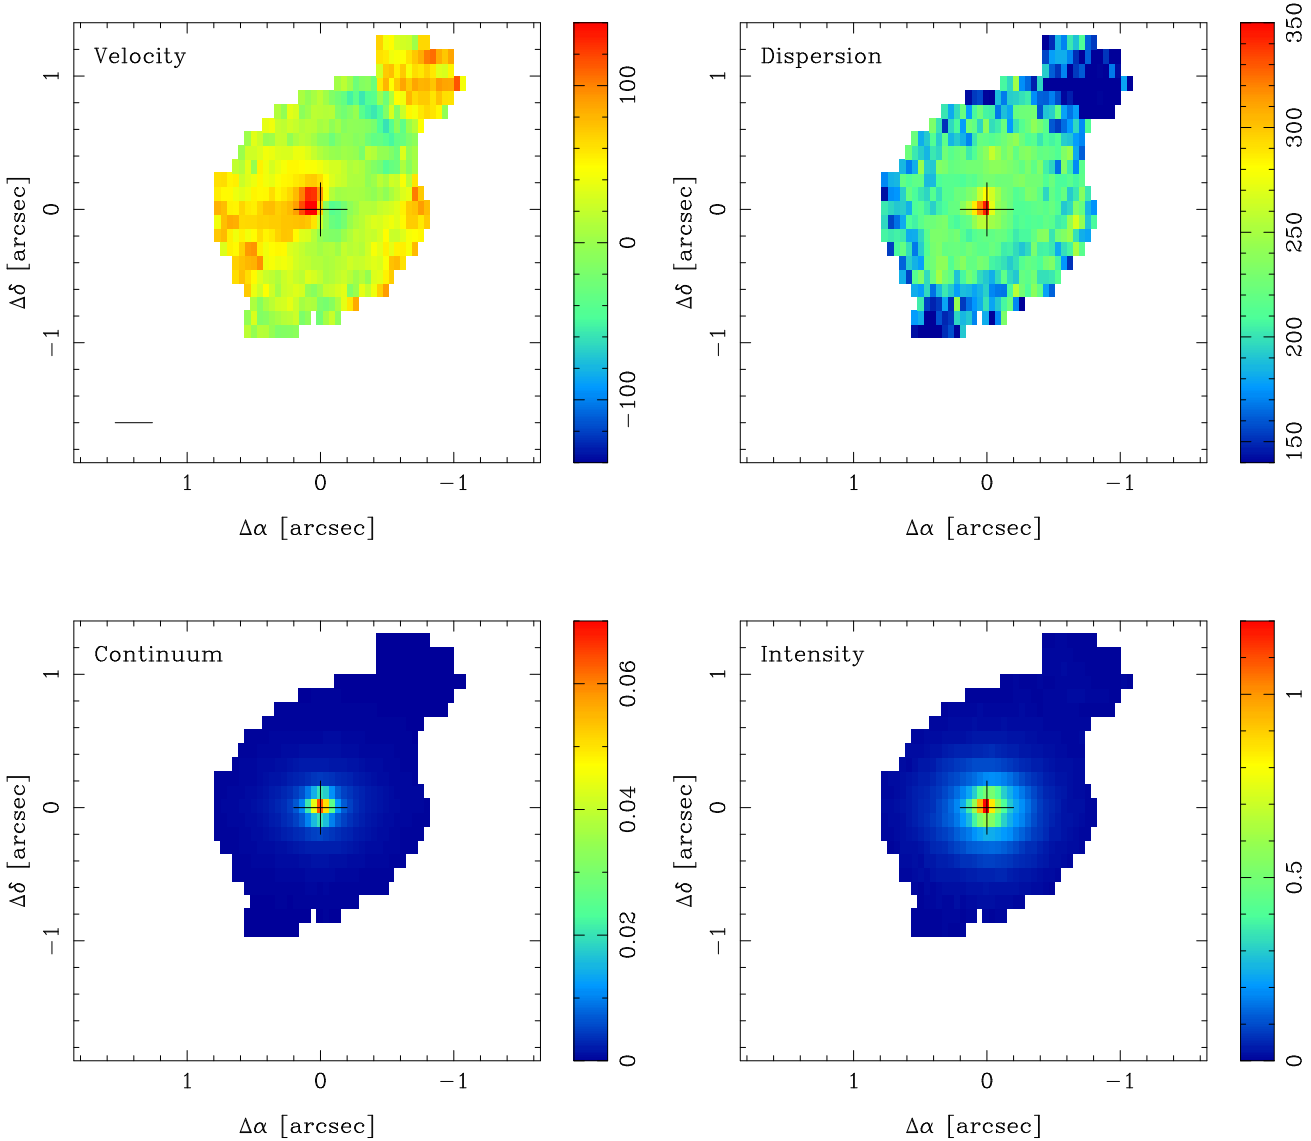 Velocity
1
0
−1
Δδ [arcsec]
1 0 −1
Δα [arcsec]
100
0
−100
Dispersion
1
0
−1
Δδ [arcsec]
1 0 −1
Δα [arcsec]
350
300
250
200
150
Continuum
1
0
−1
Δδ [arcsec]
1 0 −1
Δα [arcsec]
0.06
0.04
0.02
0
Intensity
1
0
−1
Δδ [arcsec]
1 0 −1
Δα [arcsec]
1
0.5
0